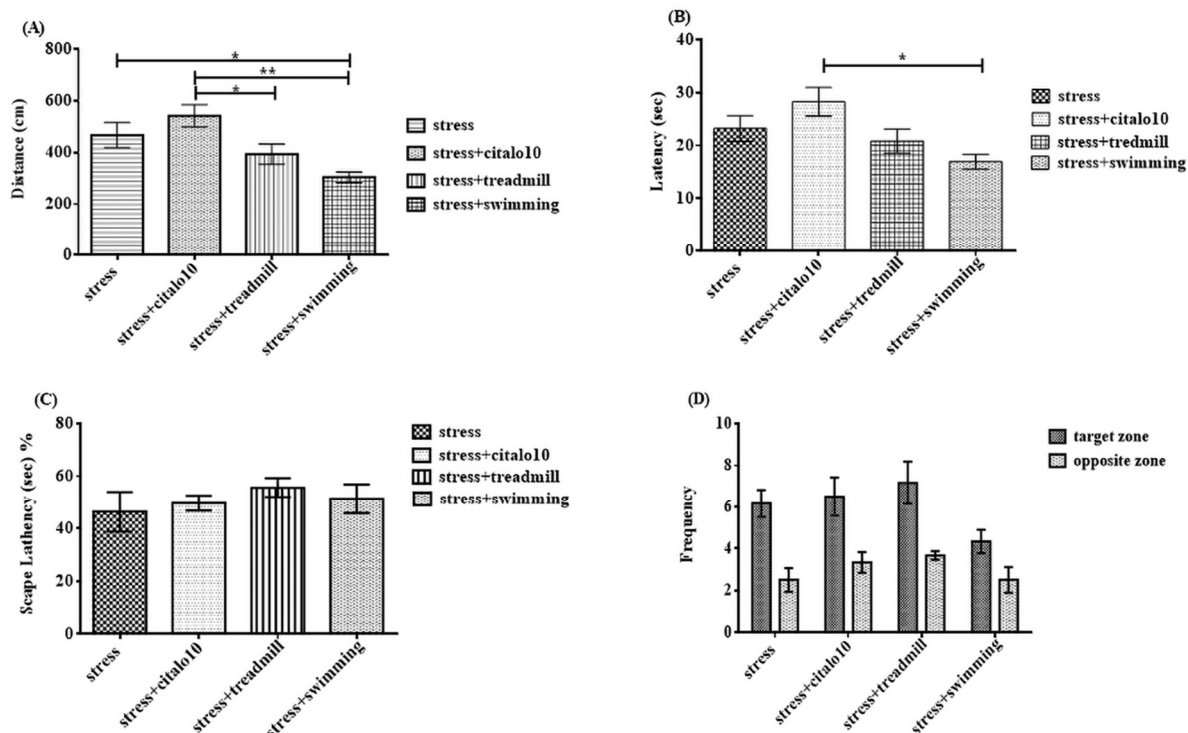 (A)
Distance (cm)
800
600
400
200
0
*
**
*
stress
stress+citalo10
stress+treadmill
stress+swimming
stress
stress+citalo10
stress+treadmill
stress+swimming
(B)
Latency (sec)
40
30
20
10
0
*
stress
stress+citalo10
stress+tredmill
stress+swimming
stress
stress+citalo10
stress+tredmill
stress+swimming
(C)
Scape Lathency (sec) %
80
60
40
20
0
stress
stress+citalo10
stress+treadmill
stress+swimming
stress
stress+citalo10
stress+treadmill
stress+swimming
(D)
Frequency
10
8
6
4
2
0
target zone
opposite zone
stress
stress+citalo10
stress+treadmill
stress+swimming